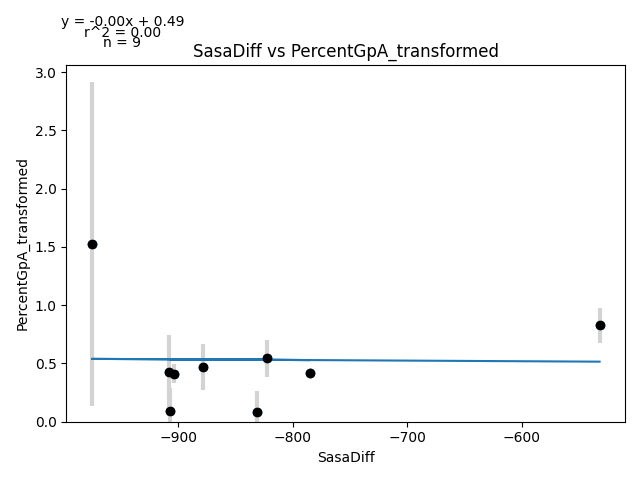 y = -0.00x + 0.49
r^2 = 0.00
n = 9
SasaDiff vs PercentGpA_transformed
3.0
2.5
2.0
1.5
1.0
0.5
0.0
PercentGpA_transformed
−900
−800
−700
−600
SasaDiff